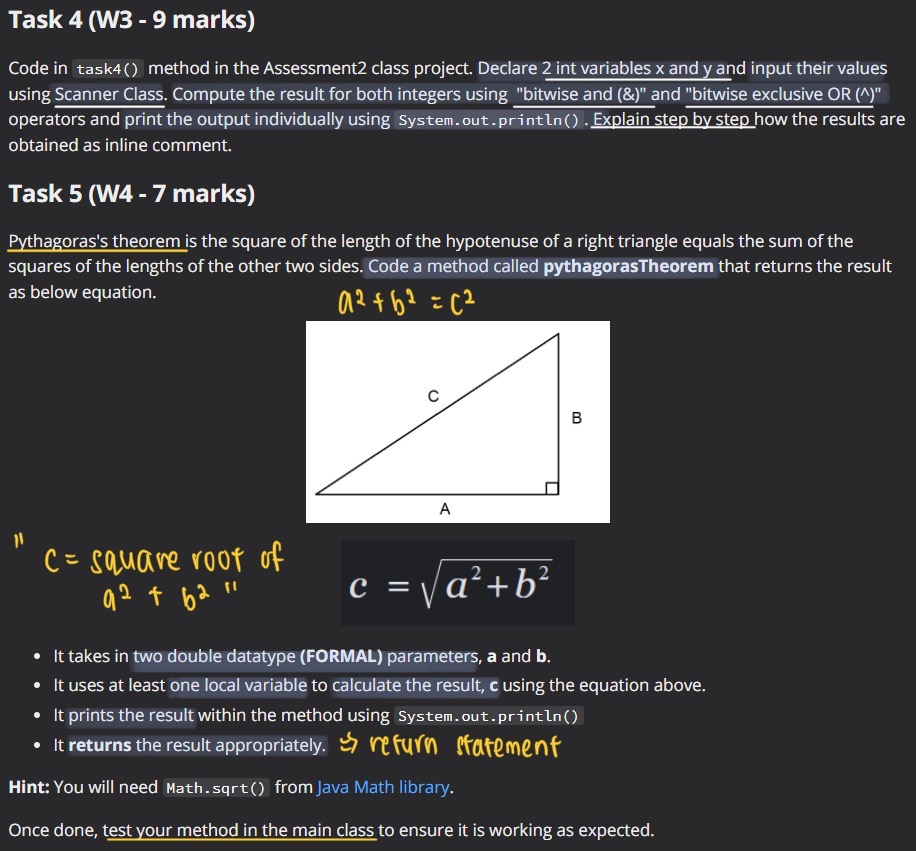 Task 4 (W3 - 9 marks)
Code in task4() method in the Assessment2 class project. Declare 2 int variables x and y and input their values
using Scanner Class. Compute the result for both integers using "bitwise and (&)" and "bitwise exclusive OR (^)"
operators and print the output individually using System.out.println(). Explain step by step how the results are
obtained as inline comment.
Task 5 (W4 - 7 marks)
Pythagoras's theorem is the square of the length of the hypotenuse of a right triangle equals the sum of the
squares of the lengths of the other two sides. Code a method called pythagorasTheorem that returns the result
as below equation.
a² + b² = c²
C
B
A
" c = square root of
a² + b² "
c = √a²+b²
• It takes in two double datatype (FORMAL) parameters, a and b.
• It uses at least one local variable to calculate the result, c using the equation above.
• It prints the result within the method using System.out.println()
• It returns the result appropriately. ⇒ return statement
Hint: You will need Math.sqrt() from Java Math library.
Once done, test your method in the main class to ensure it is working as expected.